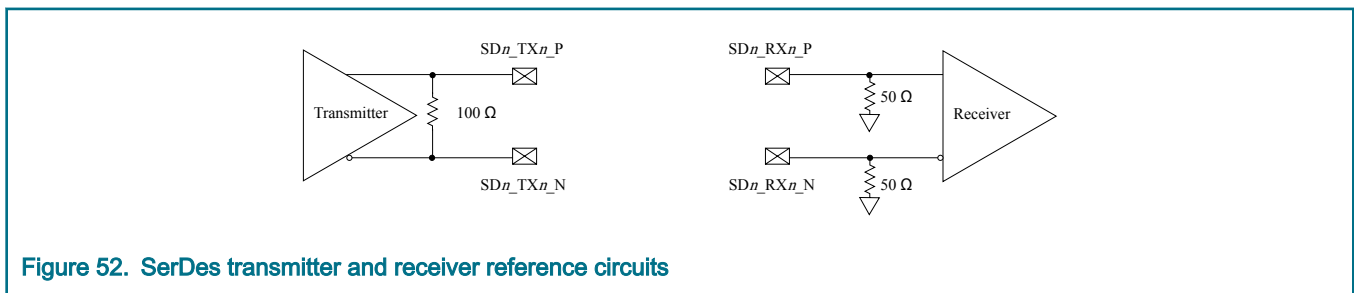 SDn_TXn_P
Transmitter
100 Ω
SDn_TXn_N
SDn_RXn_P
50 Ω
Receiver
SDn_RXn_N
50 Ω
Figure 52. SerDes transmitter and receiver reference circuits